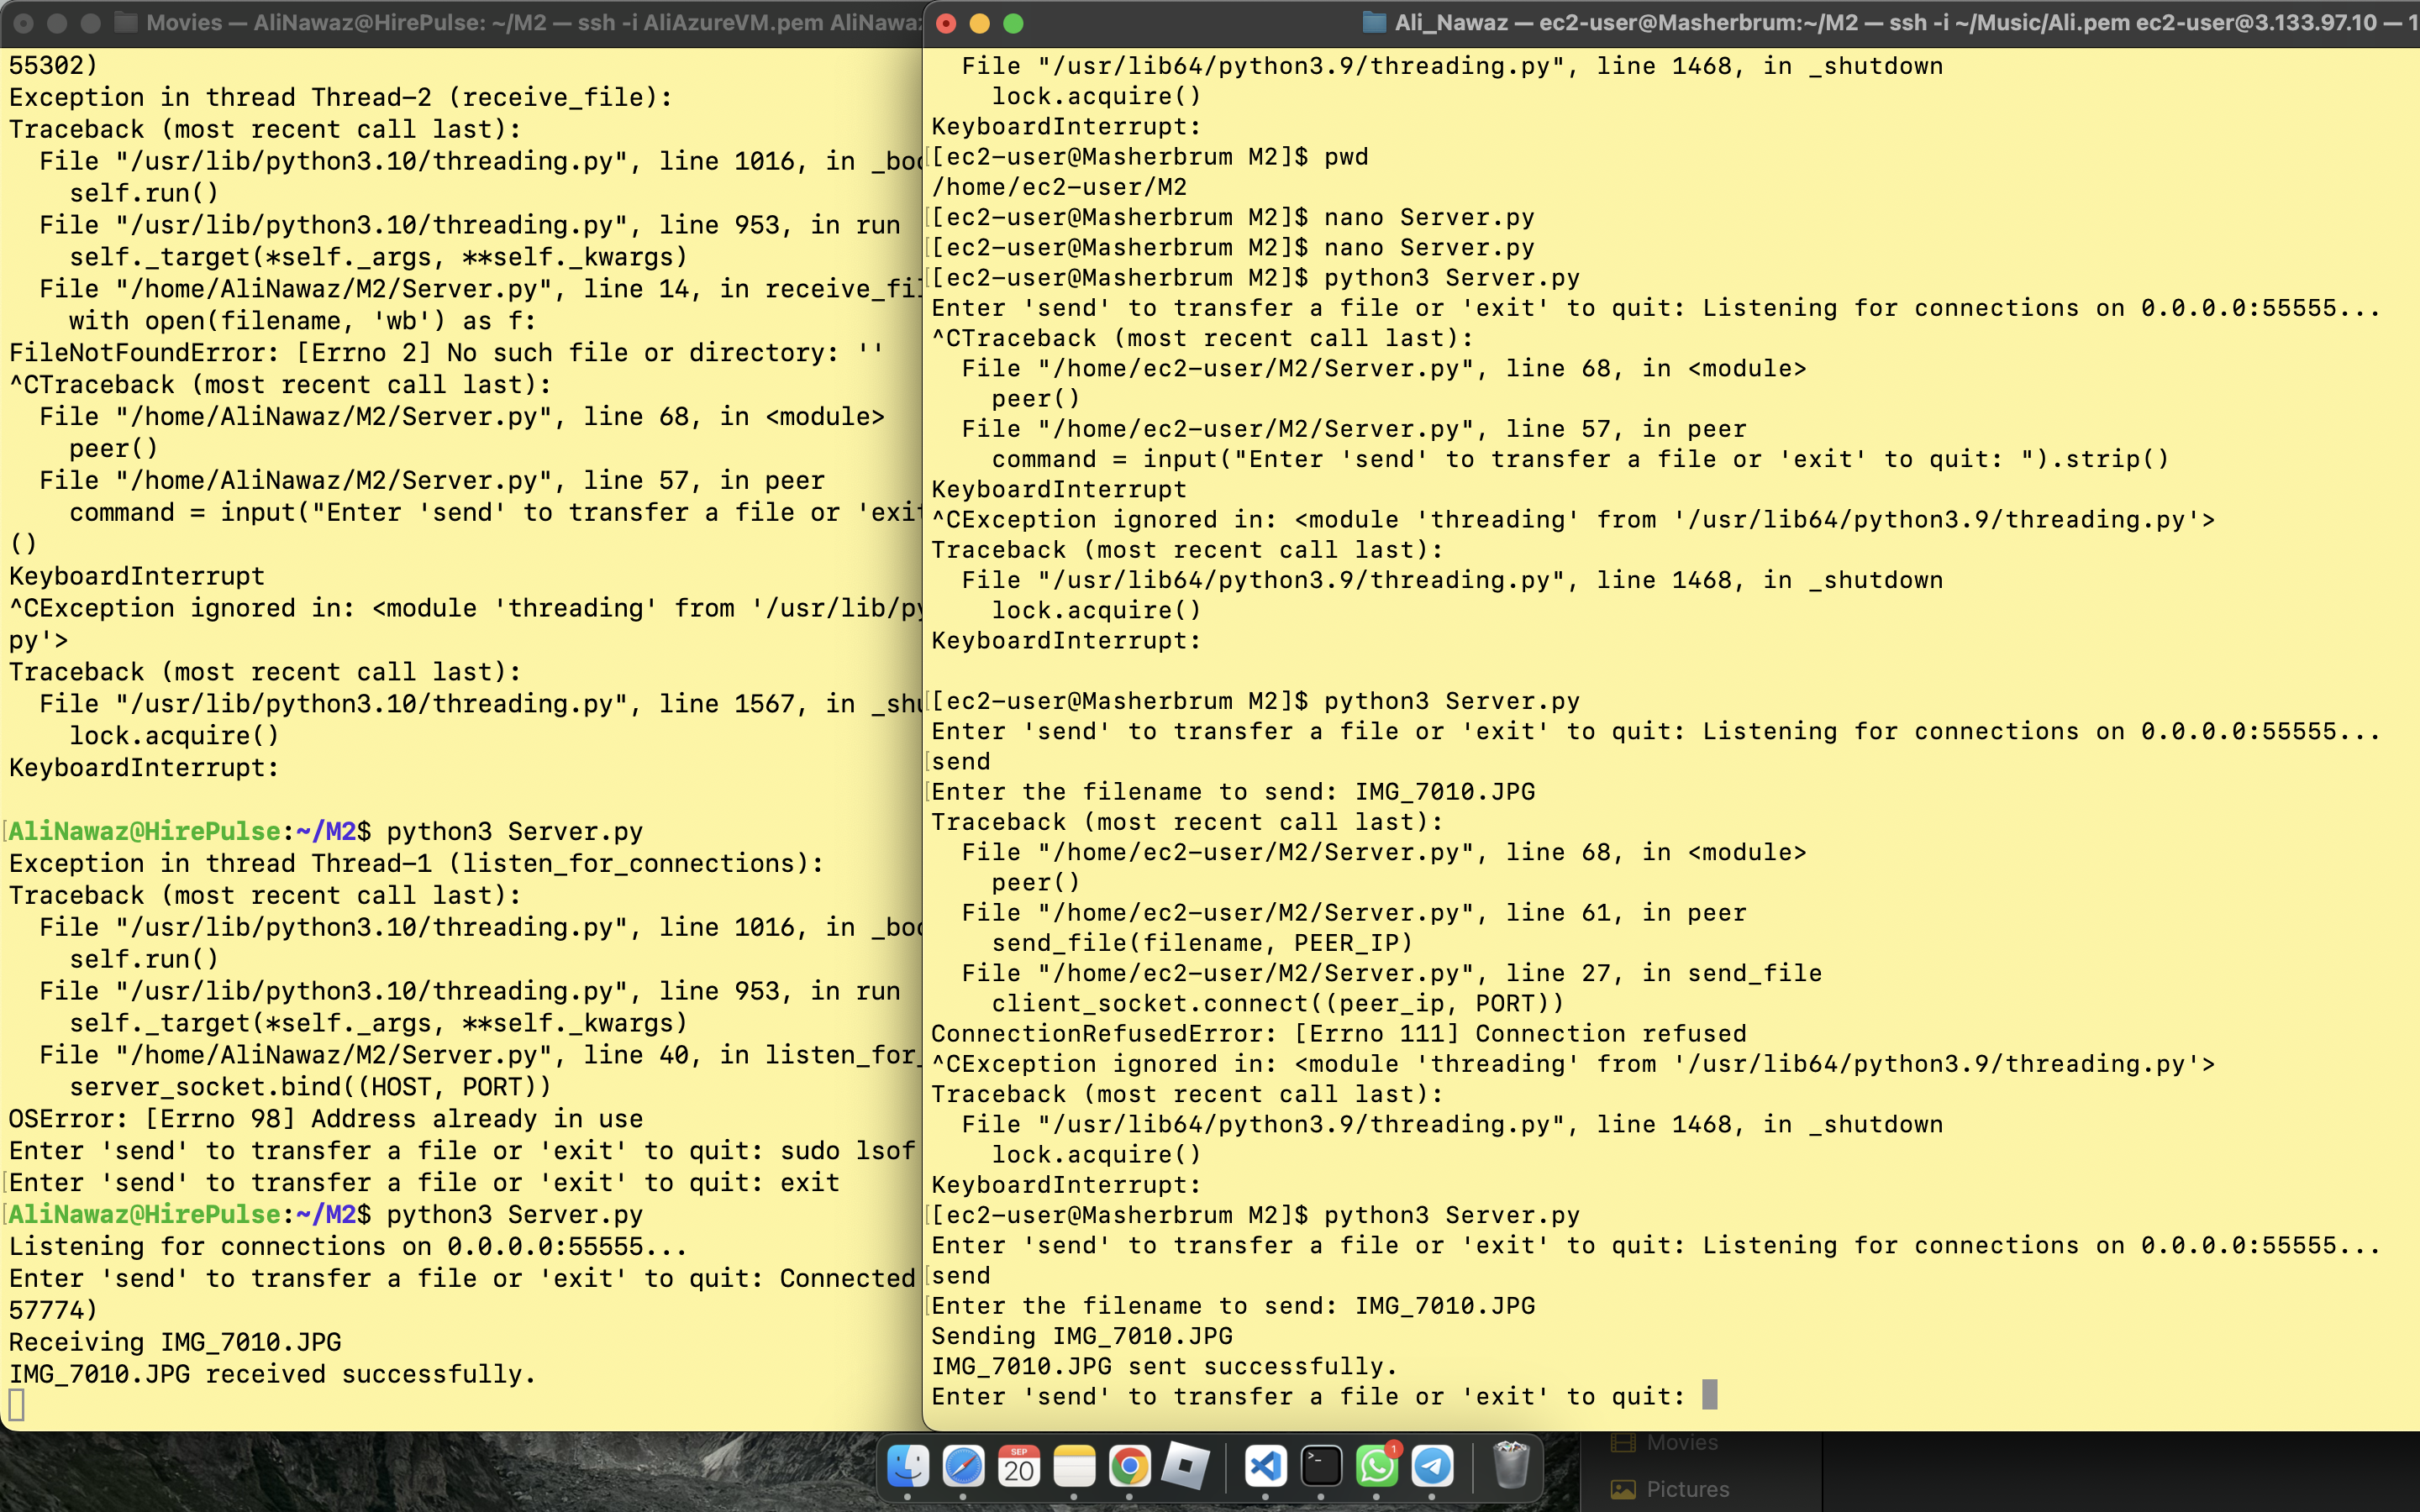 Movies — AliNawaz@HirePulse: ~/M2 — ssh -i AliAzureVM.pem AliNawaz
55302)
Exception in thread Thread-2 (receive_file):
Traceback (most recent call last):
  File "/usr/lib/python3.10/threading.py", line 1016, in _boo
    self.run()
  File "/usr/lib/python3.10/threading.py", line 953, in run
    self._target(*self._args, **self._kwargs)
  File "/home/AliNawaz/M2/Server.py", line 14, in receive_fil
    with open(filename, 'wb') as f:
FileNotFoundError: [Errno 2] No such file or directory: ''
^CTraceback (most recent call last):
  File "/home/AliNawaz/M2/Server.py", line 68, in <module>
    peer()
  File "/home/AliNawaz/M2/Server.py", line 57, in peer
    command = input("Enter 'send' to transfer a file or 'exit
()
KeyboardInterrupt
^CException ignored in: <module 'threading' from '/usr/lib/py
py'>
Traceback (most recent call last):
  File "/usr/lib/python3.10/threading.py", line 1567, in _shu
    lock.acquire()
KeyboardInterrupt:
[AliNawaz@HirePulse:~/M2$ python3 Server.py
Exception in thread Thread-1 (listen_for_connections):
Traceback (most recent call last):
  File "/usr/lib/python3.10/threading.py", line 1016, in _boo
    self.run()
  File "/usr/lib/python3.10/threading.py", line 953, in run
    self._target(*self._args, **self._kwargs)
  File "/home/AliNawaz/M2/Server.py", line 40, in listen_for_
    server_socket.bind((HOST, PORT))
OSError: [Errno 98] Address already in use
Enter 'send' to transfer a file or 'exit' to quit: sudo lsof
[Enter 'send' to transfer a file or 'exit' to quit: exit
[AliNawaz@HirePulse:~/M2$ python3 Server.py
Listening for connections on 0.0.0.0:55555...
Enter 'send' to transfer a file or 'exit' to quit: Connected
57774)
Receiving IMG_7010.JPG
IMG_7010.JPG received successfully.
Ali_Nawaz — ec2-user@Masherbrum:~/M2 — ssh -i ~/Music/Ali.pem ec2-user@3.133.97.10 — 1
  File "/usr/lib64/python3.9/threading.py", line 1468, in _shutdown
    lock.acquire()
KeyboardInterrupt:
[[ec2-user@Masherbrum M2]$ pwd
/home/ec2-user/M2
[[ec2-user@Masherbrum M2]$ nano Server.py
[[ec2-user@Masherbrum M2]$ nano Server.py
[[ec2-user@Masherbrum M2]$ python3 Server.py
Enter 'send' to transfer a file or 'exit' to quit: Listening for connections on 0.0.0.0:55555...
^CTraceback (most recent call last):
  File "/home/ec2-user/M2/Server.py", line 68, in <module>
    peer()
  File "/home/ec2-user/M2/Server.py", line 57, in peer
    command = input("Enter 'send' to transfer a file or 'exit' to quit: ").strip()
KeyboardInterrupt
^CException ignored in: <module 'threading' from '/usr/lib64/python3.9/threading.py'>
Traceback (most recent call last):
  File "/usr/lib64/python3.9/threading.py", line 1468, in _shutdown
    lock.acquire()
KeyboardInterrupt:
[[ec2-user@Masherbrum M2]$ python3 Server.py
Enter 'send' to transfer a file or 'exit' to quit: Listening for connections on 0.0.0.0:55555...
[send
[Enter the filename to send: IMG_7010.JPG
Traceback (most recent call last):
  File "/home/ec2-user/M2/Server.py", line 68, in <module>
    peer()
  File "/home/ec2-user/M2/Server.py", line 61, in peer
    send_file(filename, PEER_IP)
  File "/home/ec2-user/M2/Server.py", line 27, in send_file
    client_socket.connect((peer_ip, PORT))
ConnectionRefusedError: [Errno 111] Connection refused
^CException ignored in: <module 'threading' from '/usr/lib64/python3.9/threading.py'>
Traceback (most recent call last):
  File "/usr/lib64/python3.9/threading.py", line 1468, in _shutdown
    lock.acquire()
KeyboardInterrupt:
[[ec2-user@Masherbrum M2]$ python3 Server.py
Enter 'send' to transfer a file or 'exit' to quit: Listening for connections on 0.0.0.0:55555...
[send
[Enter the filename to send: IMG_7010.JPG
Sending IMG_7010.JPG
IMG_7010.JPG sent successfully.
Enter 'send' to transfer a file or 'exit' to quit:
SEP
20
1
Movies
Pictures